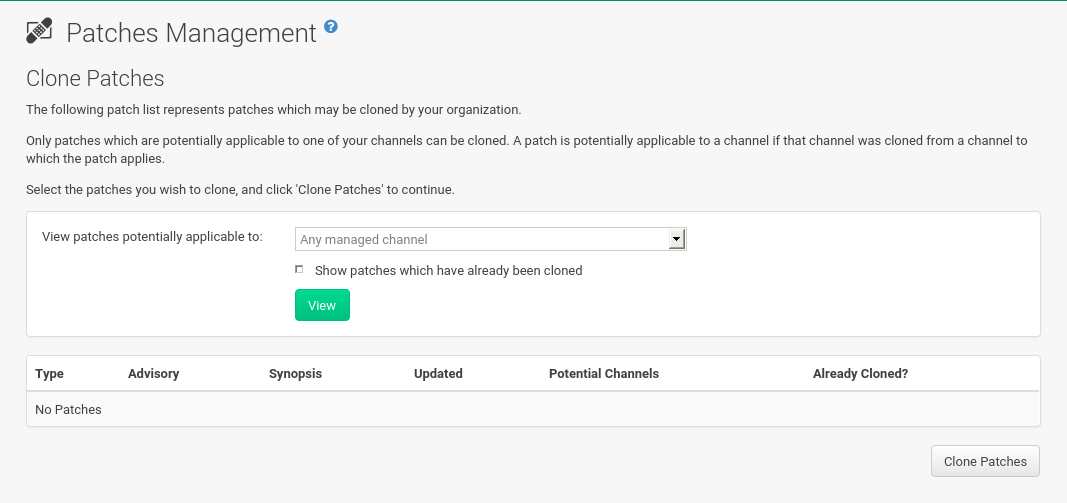 Patches Management ?
Clone Patches
The following patch list represents patches which may be cloned by your organization.
Only patches which are potentially applicable to one of your channels can be cloned. A patch is potentially applicable to a channel if that channel was cloned from a channel to
which the patch applies.
Select the patches you wish to clone, and click 'Clone Patches' to continue.
View patches potentially applicable to: Any managed channel
Show patches which have already been cloned
View
Type Advisory Synopsis Updated Potential Channels Already Cloned?
No Patches
Clone Patches